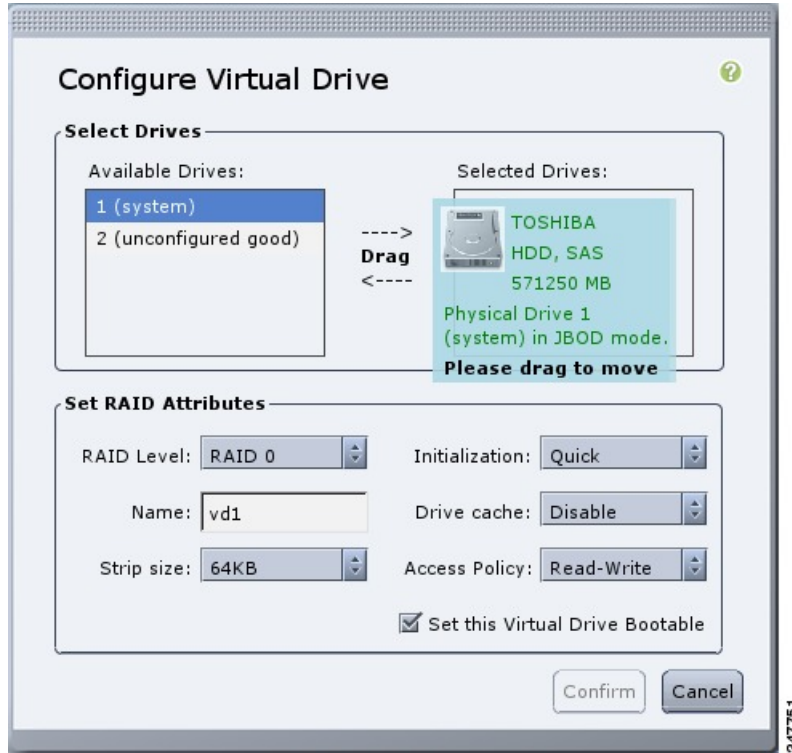 Configure Virtual Drive
?
Select Drives
Available Drives:
Selected Drives:
1 (system)
2 (unconfigured good)
---->
Drag
<----
TOSHIBA
HDD, SAS
571250 MB
Physical Drive 1
(system) in JBOD mode.
Please drag to move
Set RAID Attributes
RAID Level: RAID 0
Initialization: Quick
Name: vd1
Drive cache: Disable
Strip size: 64KB
Access Policy: Read-Write
Set this Virtual Drive Bootable
Confirm
Cancel
347751